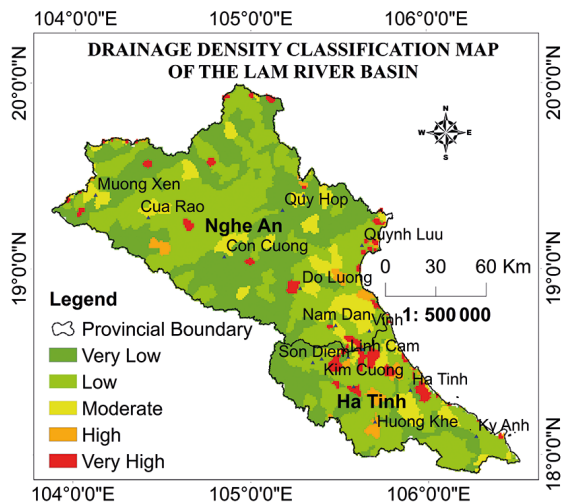 104°0'0"E 105°0'0"E 106°0'0"E
DRAINAGE DENSITY CLASSIFICATION MAP
OF THE LAM RIVER BASIN
20°0'0"N 20°0'0"N
N
W E
S
Muong Xen
Cua Rao
Quy Hop
Nghe An
Con Cuong
Quynh Luu
19°0'0"N 19°0'0"N
Do Luong
0 30 60 Km
Legend
Nam Dan
Vinh
1: 500 000
Provincial Boundary
Very Low
Son Diem
Linh Cam
Low
Kim Cuong
Ha Tinh
Moderate
Ha Tinh
Huong Khe
Ky Anh
High
Very High
18°0'0"N
104°0'0"E 105°0'0"E 106°0'0"E